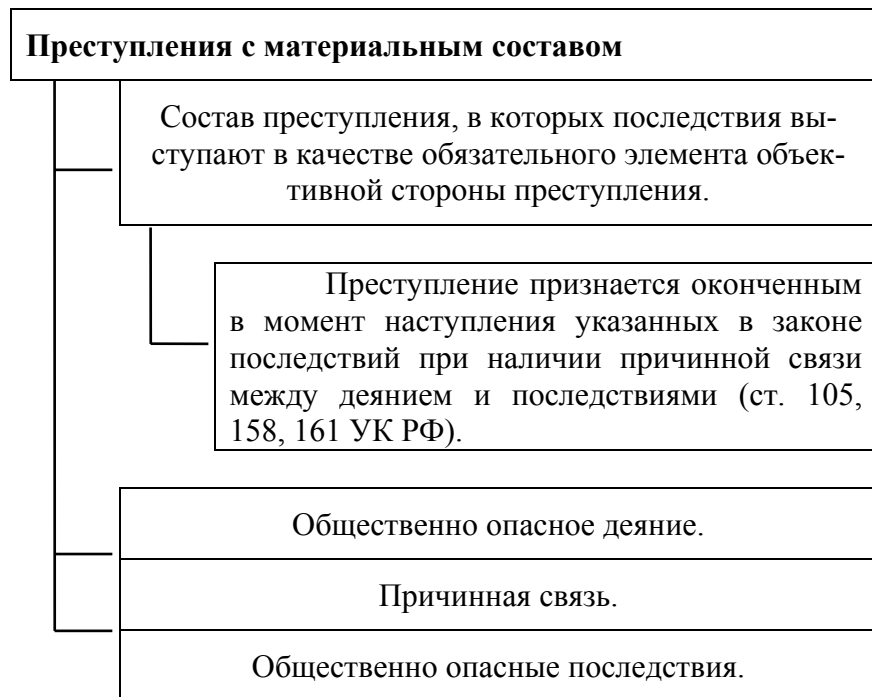 Преступления с материальным составом
Состав преступления, в которых последствия вы-
ступают в качестве обязательного элемента объек-
тивной стороны преступления.
Преступление признается оконченным
в момент наступления указанных в законе
последствий при наличии причинной связи
между деянием и последствиями (ст. 105,
158, 161 УК РФ).
Общественно опасное деяние.
Причинная связь.
Общественно опасные последствия.